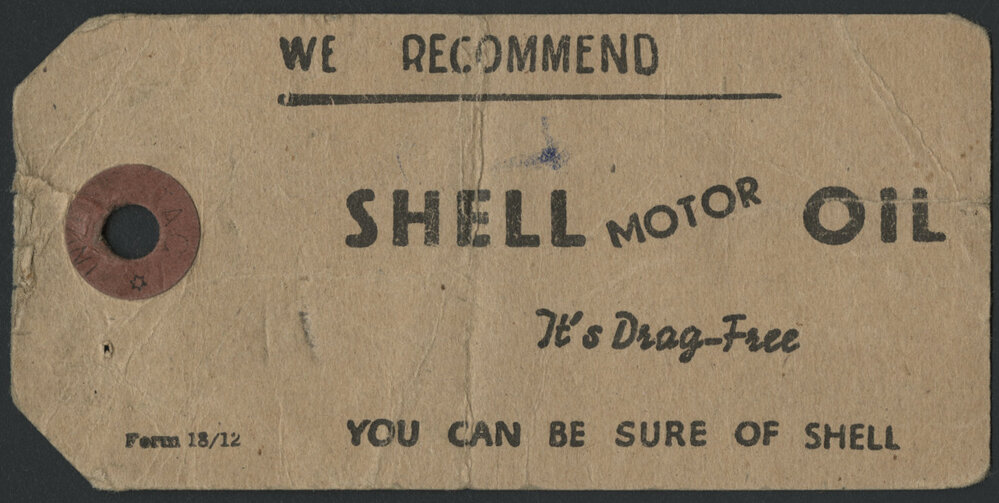 WE RECOMMEND
SHELL MOTOR OIL
It's Drag-Free
YOU CAN BE SURE OF SHELL
Form 18/12